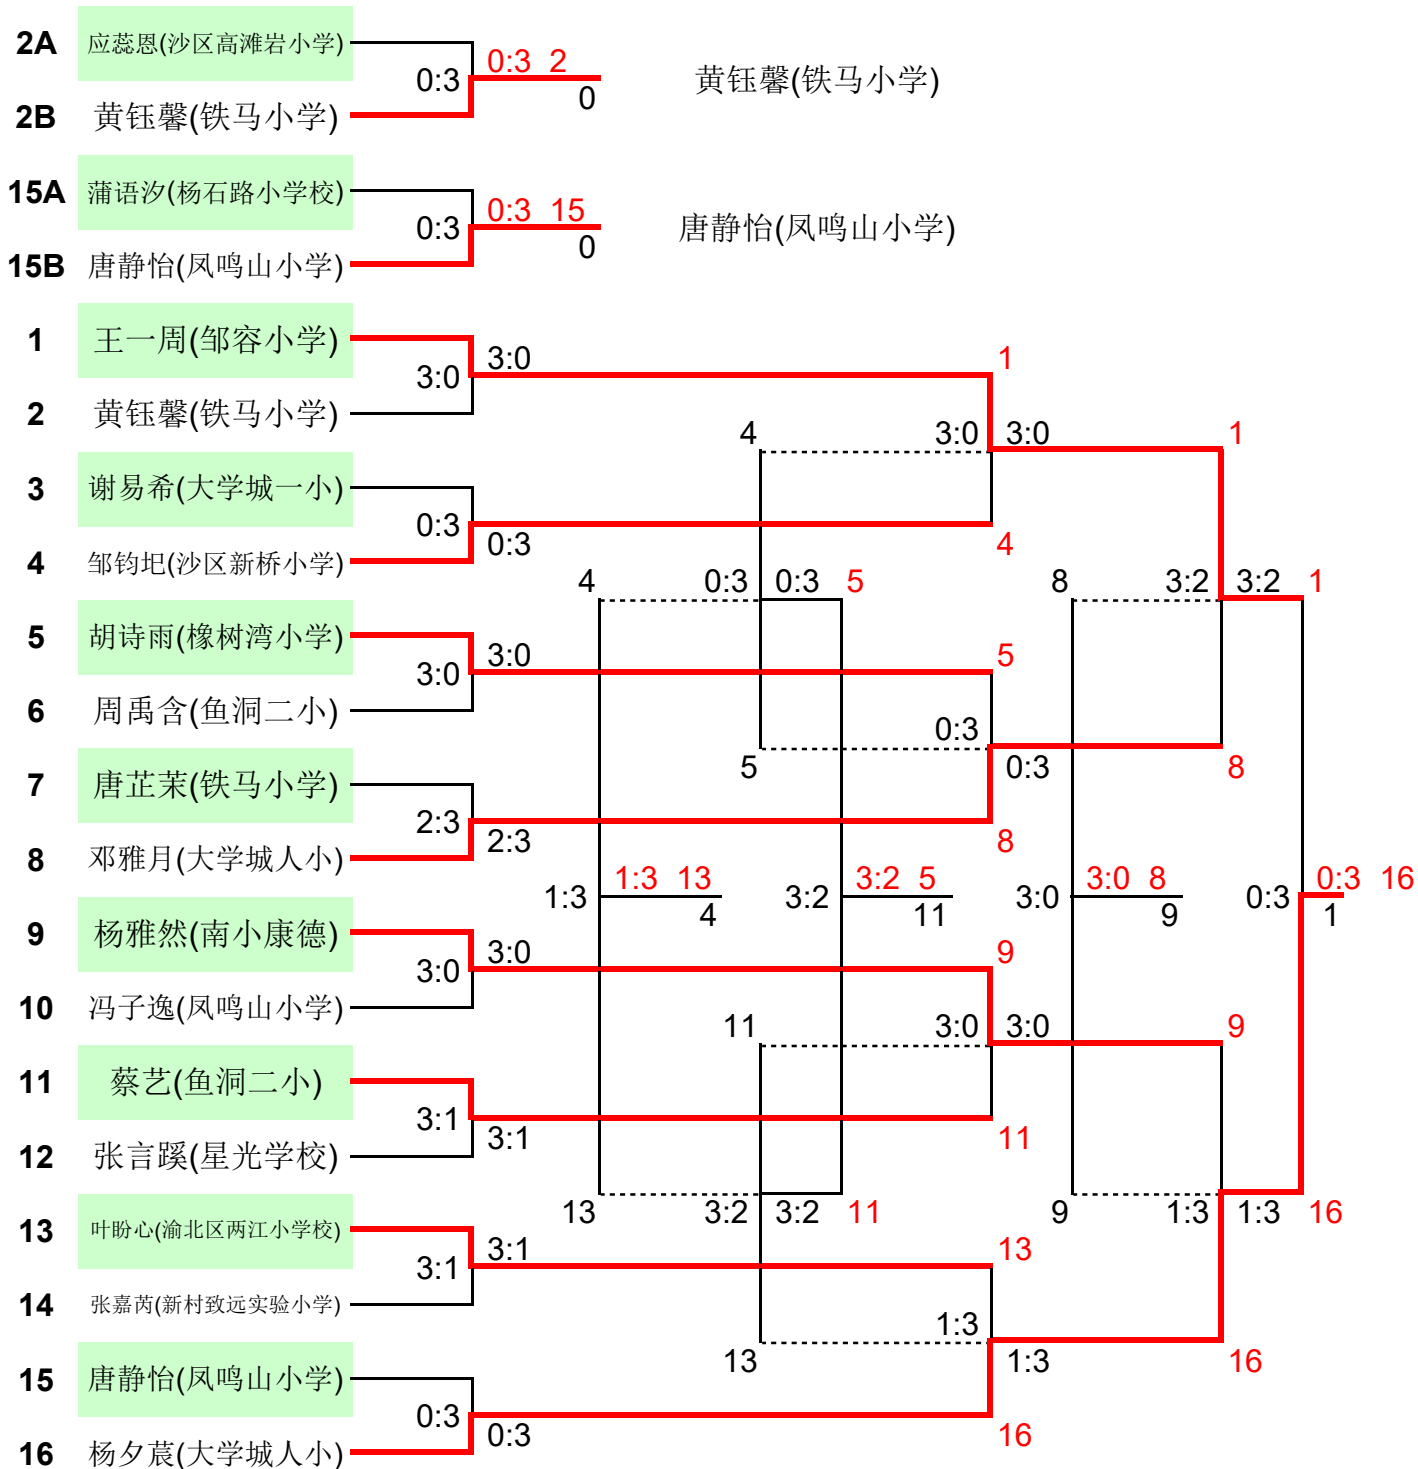 2A 应蕊恩(沙区高滩岩小学)
0:3 2
0:3
黄钰馨(铁马小学)
0
2B 黄钰馨(铁马小学)
15A 蒲语汐(杨石路小学校)
0:3 15
0:3
唐静怡(凤鸣山小学)
0
15B 唐静怡(凤鸣山小学)
1 王一周(邹容小学)
3:0 1
3:0
2 黄钰馨(铁马小学)
4 3:0 3:0 1
3 谢易希(大学城一小)
0:3
0:3 4
4 邹钧圯(沙区新桥小学)
4 0:3 0:3 5 8 3:2 3:2 1
5 胡诗雨(橡树湾小学)
3:0 5
3:0
6 周禹含(鱼洞二小)
0:3
5 0:3 8
7 唐芷茉(铁马小学)
2:3
2:3 8
8 邓雅月(大学城人小)
1:3 13 3:2 5 3:0 8 0:3 16
1:3 3:2 3:0 0:3
4 11 9 1
9 杨雅然(南小康德)
3:0 9
3:0
10 冯子逸(凤鸣山小学)
11 3:0 3:0 9
11 蔡艺(鱼洞二小)
3:1
3:1 11
12 张言蹊(星光学校)
13 3:2 3:2 11 9 1:3 1:3 16
13 叶盼心(渝北区两江小学校)
3:1 13
3:1
14 张嘉芮(新村致远实验小学)
1:3
13 1:3 16
15 唐静怡(凤鸣山小学)
0:3
0:3 16
16 杨夕莀(大学城人小)